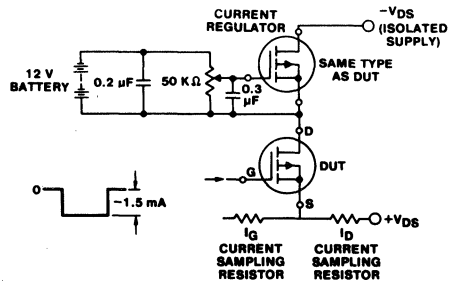 CURRENT
REGULATOR
-VDS
(ISOLATED
SUPPLY)
12 V
BATTERY
0.2 µF
50 KΩ
0.3
µF
SAME TYPE
AS DUT
D
DUT
G
S
0
-1.5 mA
+VDS
IG
CURRENT
SAMPLING
RESISTOR
ID
CURRENT
SAMPLING
RESISTOR